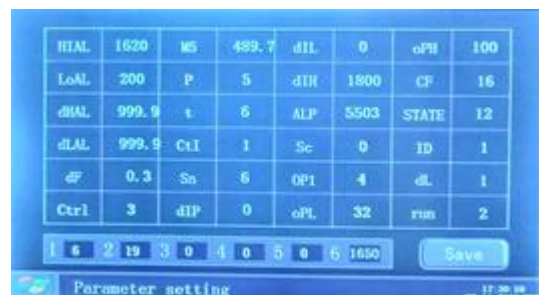 HIAL 1620 M5 489.7 dIL 0 oPH 100
LoAL 200 P 5 dIH 1800 CF 16
dHAL 999.9 t 6 ALP 5503 STATE 12
dLAL 999.9 CtI 1 Sc 0 ID 1
dF 0.3 Sn 6 OP1 4 dL 1
Ctrl 3 dIP 0 oPL 32 run 2
1 6 2 19 3 0 4 0 5 0 6 1650 Save
Parameter setting